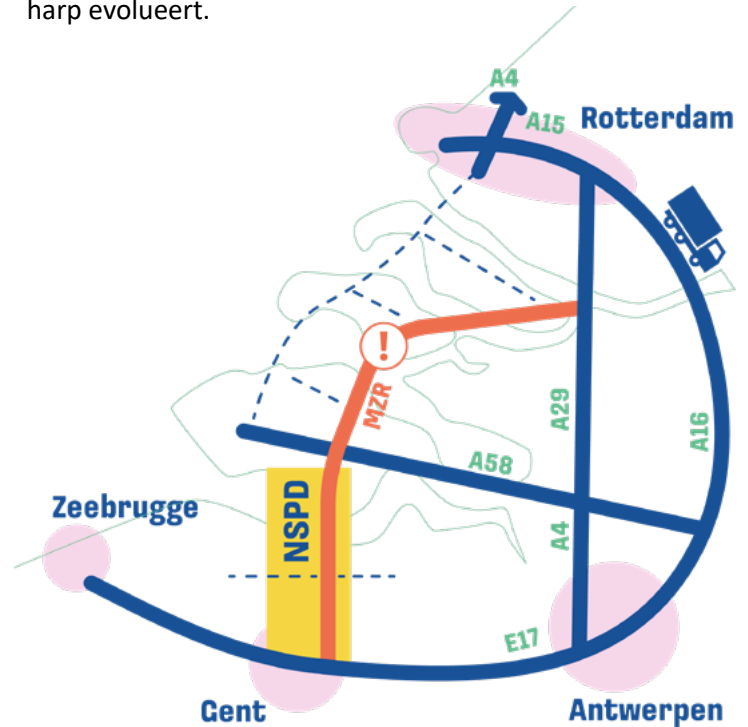 harp evolueert.
A4
A15
Rotterdam
!
MZR
A29
A16
A58
Zeebrugge
NSPD
A4
E17
Gent
Antwerpen